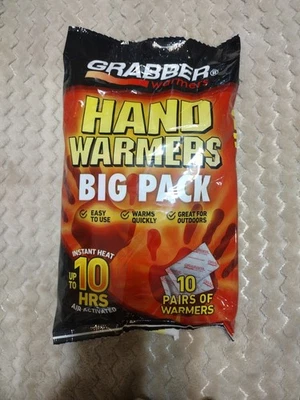 GRABBER®
warmers
HAND
WARMERS
BIG PACK
EASY TO USE
WARMS QUICKLY
GREAT FOR OUTDOORS
INSTANT HEAT
UP TO 10 HRS
AIR ACTIVATED
10
PAIRS OF
WARMERS